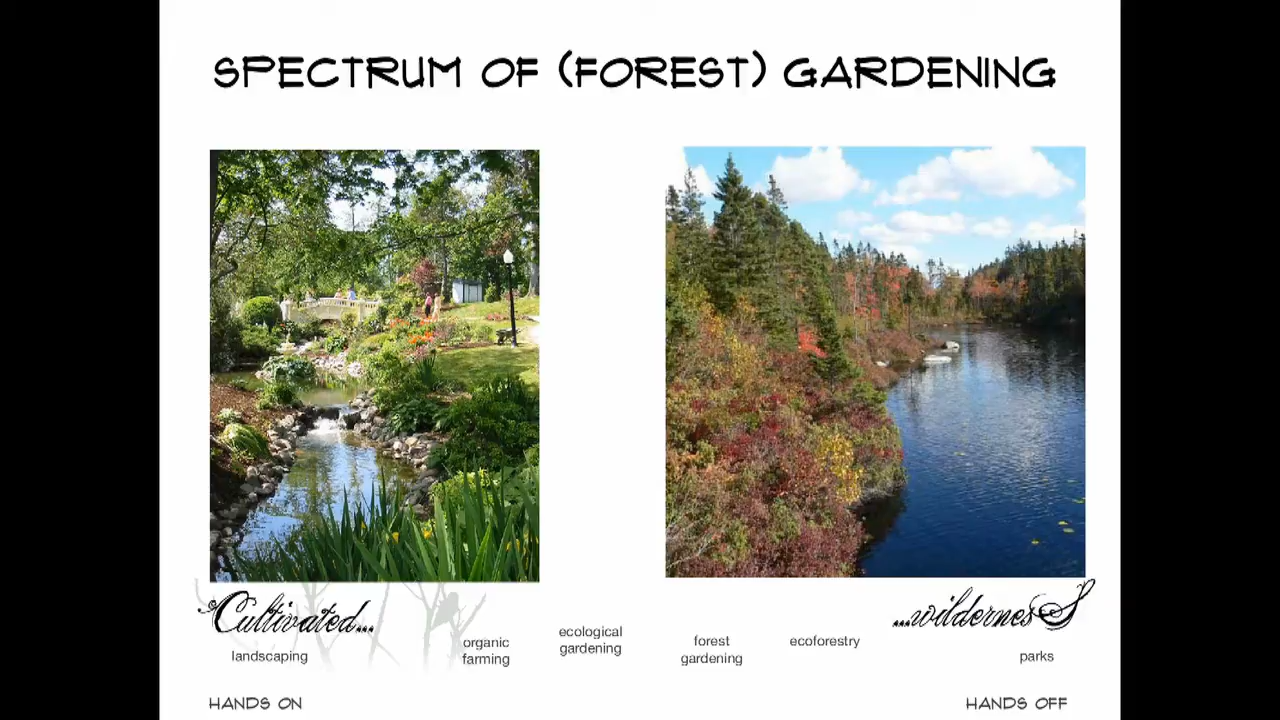 SPECTRUM OF (FOREST) GARDENING
Cultivated...
...wilderness
landscaping
organic
farming
ecological
gardening
forest
gardening
ecoforestry
parks
HANDS ON
HANDS OFF